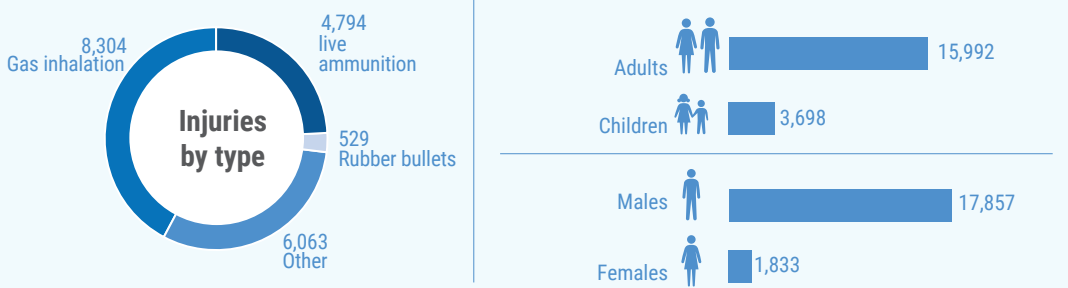 8,304
Gas inhalation
4,794
live
ammunition
Injuries
by type
529
Rubber bullets
6,063
Other
Adults 15,992
Children 3,698
Males 17,857
Females 1,833